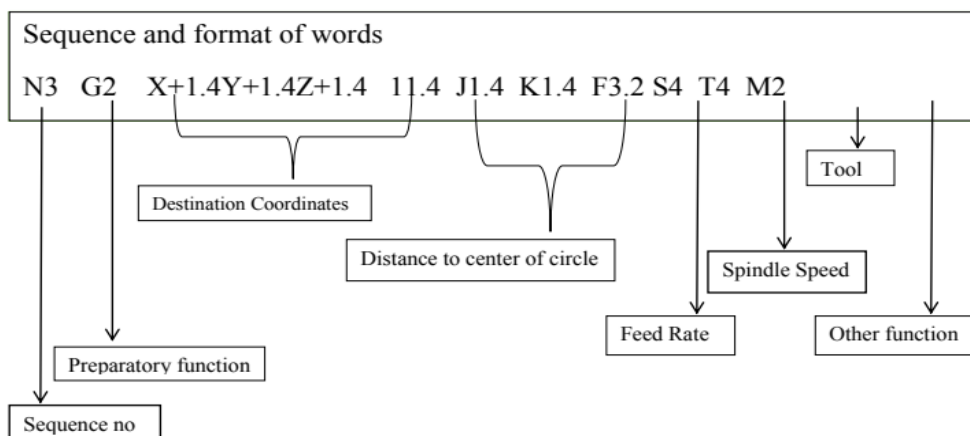 Sequence and format of words
N3 G2 X+1.4Y+1.4Z+1.4 11.4 J1.4 K1.4 F3.2 S4 T4 M2
Tool
Destination Coordinates
Distance to center of circle
Spindle Speed
Feed Rate
Other function
Preparatory function
Sequence no